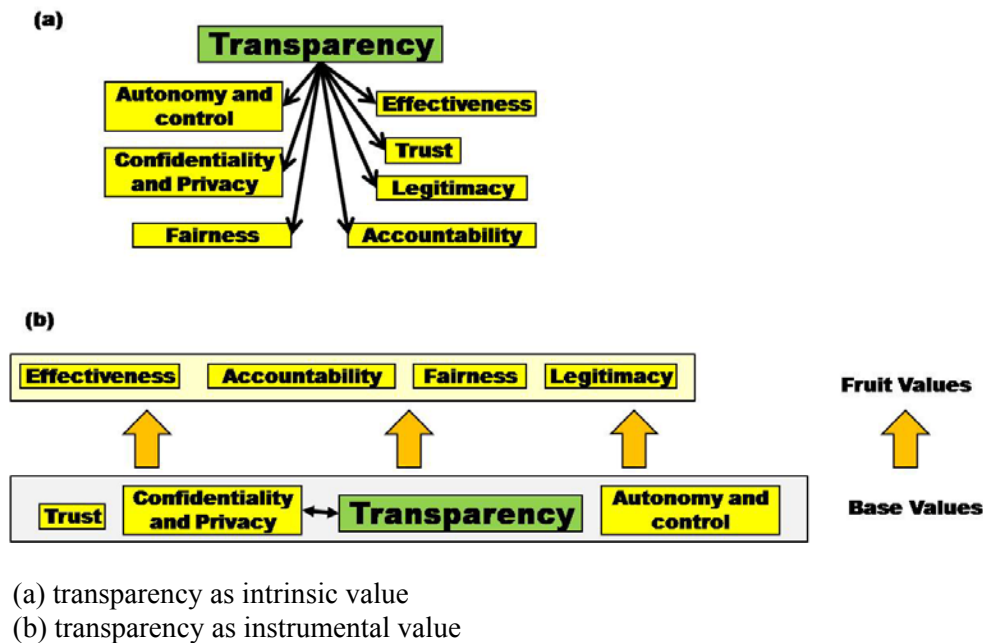 (a)
Transparency
Autonomy and
control
Effectiveness
Trust
Confidentiality
and Privacy
Legitimacy
Fairness
Accountability
(b)
Effectiveness
Accountability
Fairness
Legitimacy
Fruit Values
Trust
Confidentiality
and Privacy
Transparency
Autonomy and
control
Base Values
(a) transparency as intrinsic value
(b) transparency as instrumental value